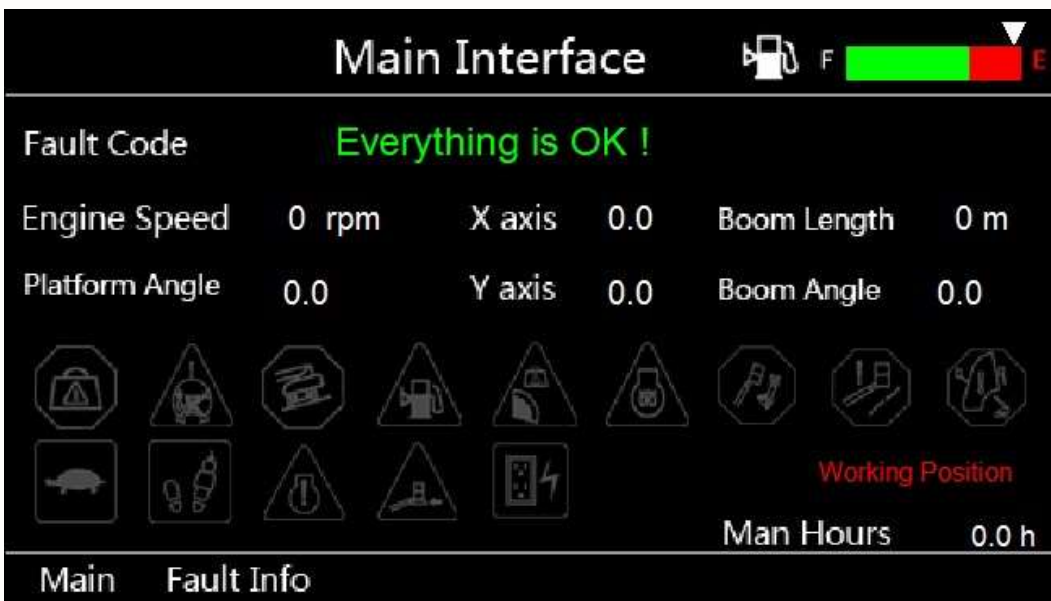 Main Interface F E
Fault Code Everything is OK !
Engine Speed 0 rpm X axis 0.0 Boom Length 0 m
Platform Angle 0.0 Y axis 0.0 Boom Angle 0.0
Working Position
Man Hours 0.0 h
Main Fault Info